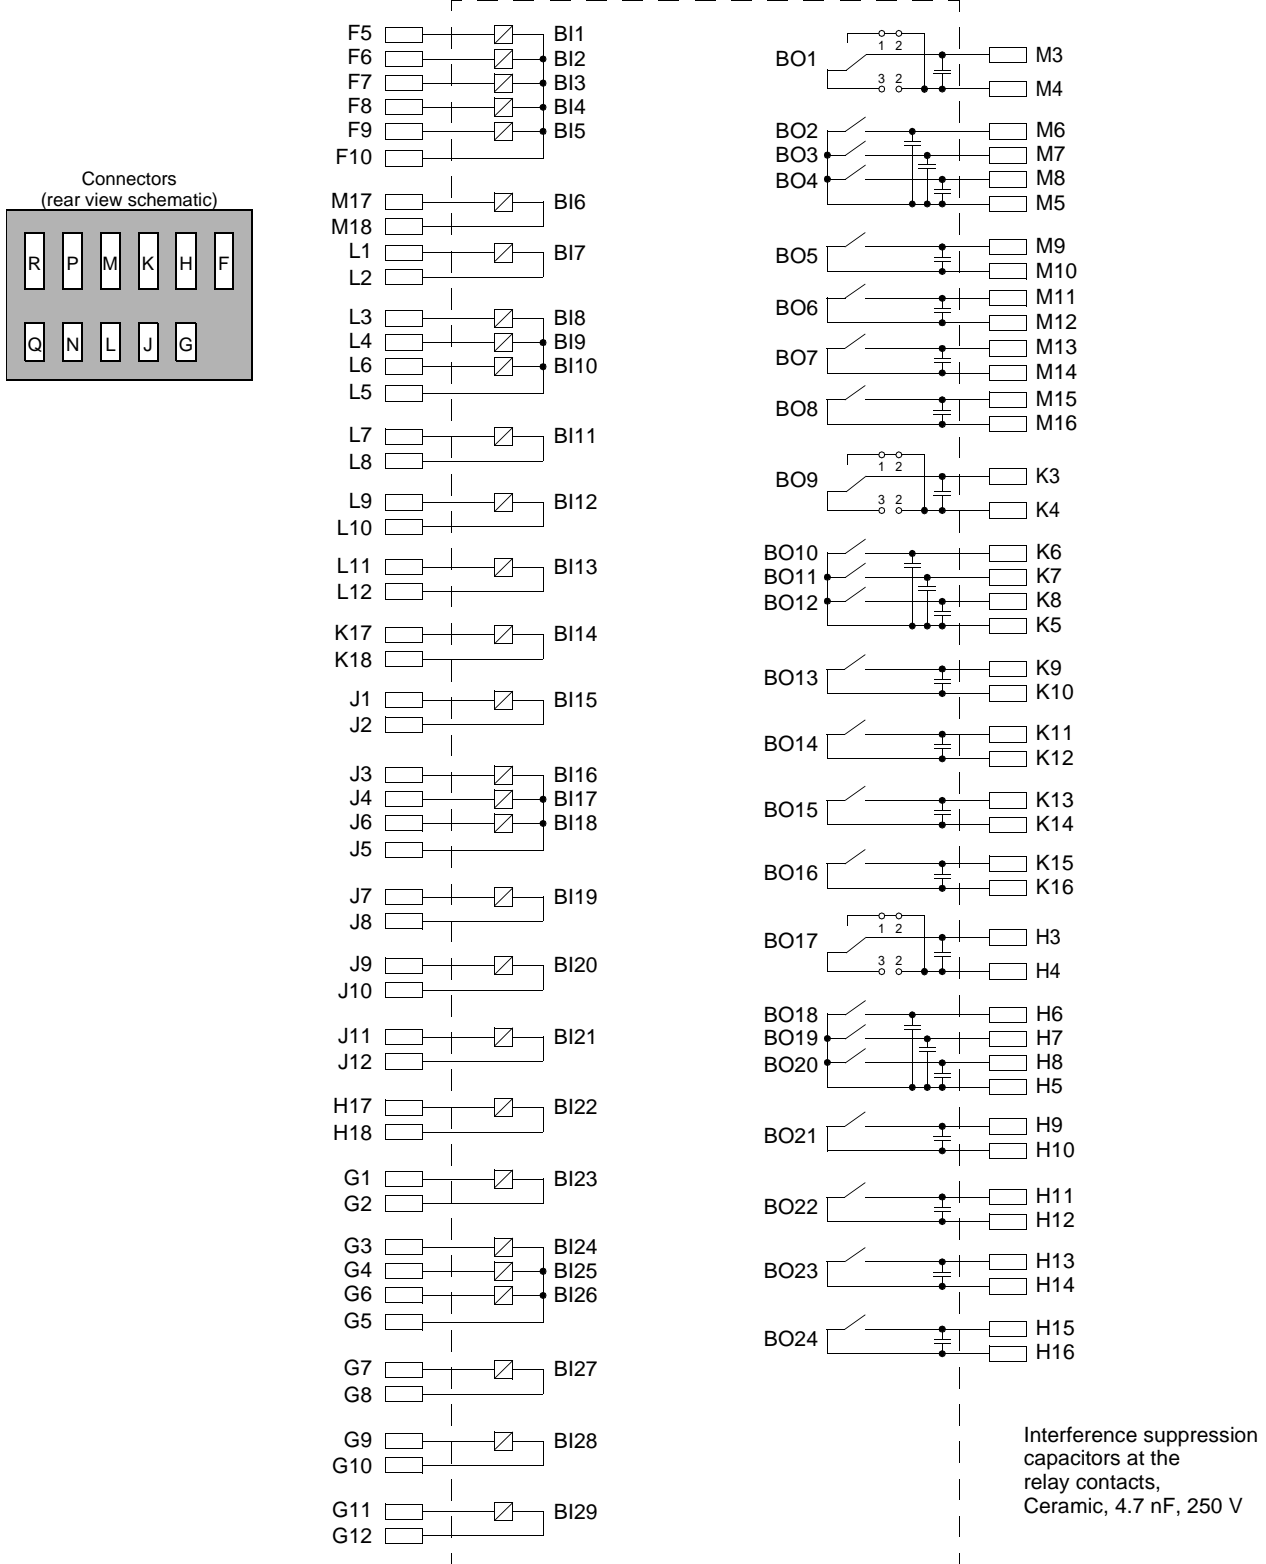 Connectors
(rear view schematic)
R P M K H F
Q N L J G
F5 BI1
F6 BI2
F7 BI3
F8 BI4
F9 BI5
F10
M17 BI6
M18
L1 BI7
L2
L3 BI8
L4 BI9
L6 BI10
L5
L7 BI11
L8
L9 BI12
L10
L11 BI13
L12
K17 BI14
K18
J1 BI15
J2
J3 BI16
J4 BI17
J6 BI18
J5
J7 BI19
J8
J9 BI20
J10
J11 BI21
J12
H17 BI22
H18
G1 BI23
G2
G3 BI24
G4 BI25
G6 BI26
G5
G7 BI27
G8
G9 BI28
G10
G11 BI29
G12
BO1 1 2 M3
3 2 M4
BO2 M6
BO3 M7
BO4 M8
M5
BO5 M9
M10
BO6 M11
M12
BO7 M13
M14
BO8 M15
M16
BO9 1 2 K3
3 2 K4
BO10 K6
BO11 K7
BO12 K8
K5
BO13 K9
K10
BO14 K11
K12
BO15 K13
K14
BO16 K15
K16
BO17 1 2 H3
3 2 H4
BO18 H6
BO19 H7
BO20 H8
H5
BO21 H9
H10
BO22 H11
H12
BO23 H13
H14
BO24 H15
H16
Interference suppression
capacitors at the
relay contacts,
Ceramic, 4.7 nF, 250 V